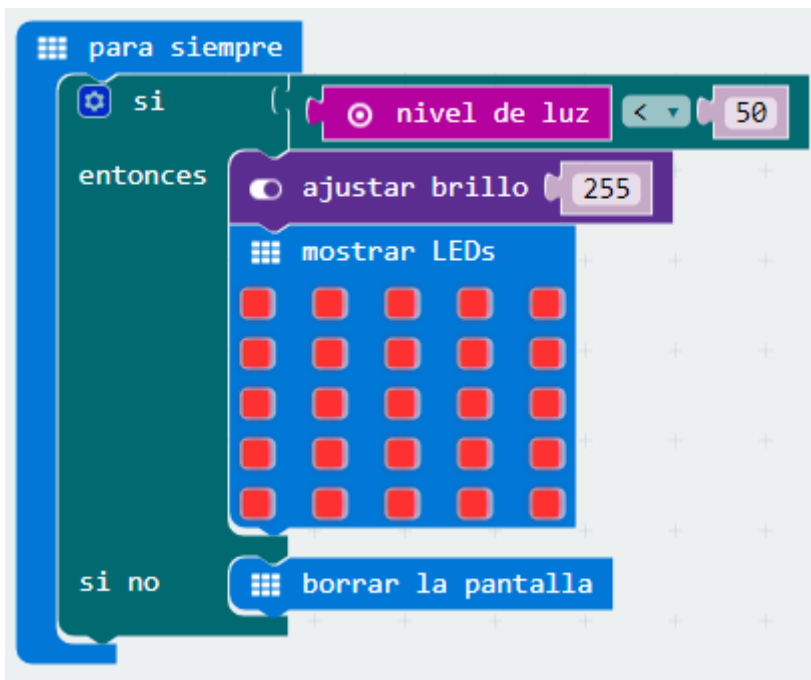 para siempre
si nivel de luz < 50
entonces
ajustar brillo 255
mostrar LEDs
si no borrar la pantalla